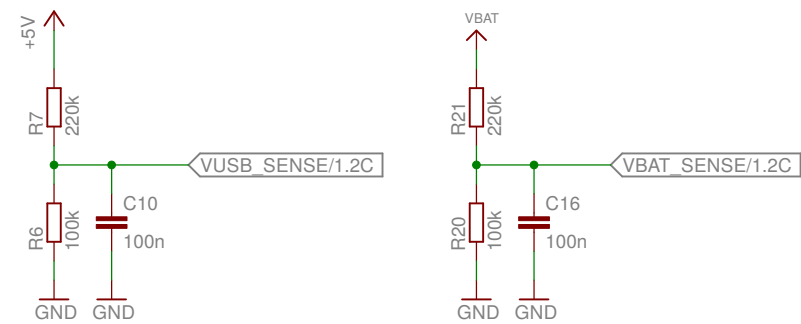 +5V
R7
220k
VUSB_SENSE/1.2C
R6
100k
C10
100n
GND
GND
VBAT
R21
220k
VBAT_SENSE/1.2C
R20
100k
C16
100n
GND
GND